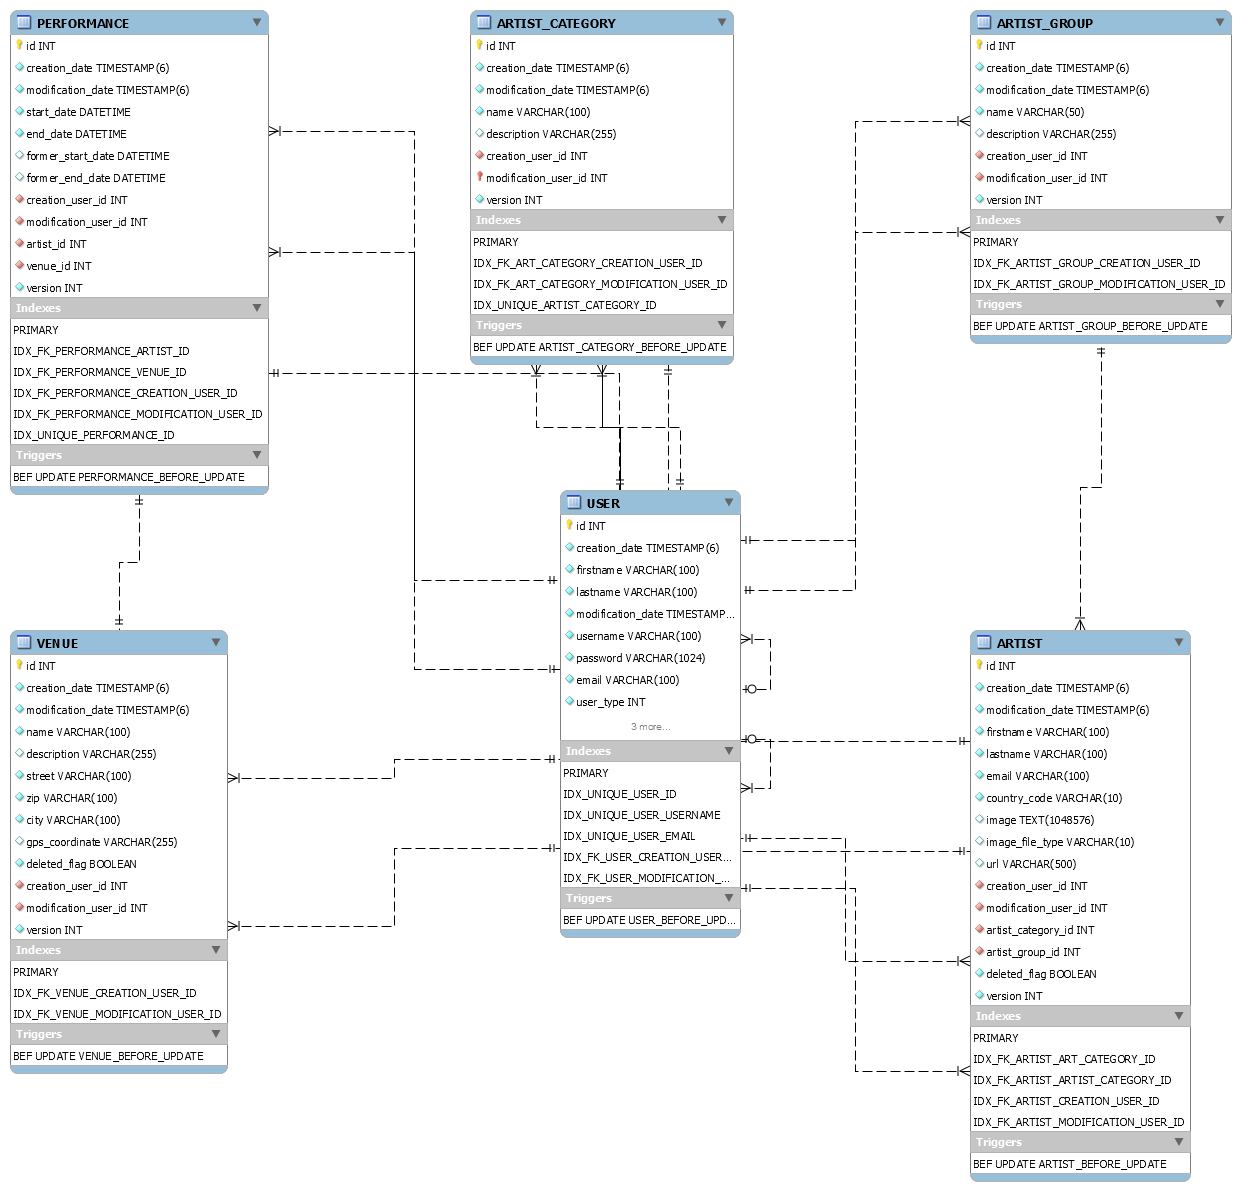 PERFORMANCE
id INT
creation_date TIMESTAMP(6)
modification_date TIMESTAMP(6)
start_date DATETIME
end_date DATETIME
former_start_date DATETIME
former_end_date DATETIME
creation_user_id INT
modification_user_id INT
artist_id INT
venue_id INT
version INT
Indexes
PRIMARY
IDX_FK_PERFORMANCE_ARTIST_ID
IDX_FK_PERFORMANCE_VENUE_ID
IDX_FK_PERFORMANCE_CREATION_USER_ID
IDX_FK_PERFORMANCE_MODIFICATION_USER_ID
IDX_UNIQUE_PERFORMANCE_ID
Triggers
BEF UPDATE PERFORMANCE_BEFORE_UPDATE
ARTIST_CATEGORY
id INT
creation_date TIMESTAMP(6)
modification_date TIMESTAMP(6)
name VARCHAR(100)
description VARCHAR(255)
creation_user_id INT
modification_user_id INT
version INT
Indexes
PRIMARY
IDX_FK_ART_CATEGORY_CREATION_USER_ID
IDX_FK_ART_CATEGORY_MODIFICATION_USER_ID
IDX_UNIQUE_ARTIST_CATEGORY_ID
Triggers
BEF UPDATE ARTIST_CATEGORY_BEFORE_UPDATE
ARTIST_GROUP
id INT
creation_date TIMESTAMP(6)
modification_date TIMESTAMP(6)
name VARCHAR(50)
description VARCHAR(255)
creation_user_id INT
modification_user_id INT
version INT
Indexes
PRIMARY
IDX_FK_ARTIST_GROUP_CREATION_USER_ID
IDX_FK_ARTIST_GROUP_MODIFICATION_USER_ID
Triggers
BEF UPDATE ARTIST_GROUP_BEFORE_UPDATE
USER
id INT
creation_date TIMESTAMP(6)
firstname VARCHAR(100)
lastname VARCHAR(100)
modification_date TIMESTAMP...
username VARCHAR(100)
password VARCHAR(1024)
email VARCHAR(100)
user_type INT
3 more...
Indexes
PRIMARY
IDX_UNIQUE_USER_ID
IDX_UNIQUE_USER_USERNAME
IDX_UNIQUE_USER_EMAIL
IDX_FK_USER_CREATION_USER...
IDX_FK_USER_MODIFICATION_...
Triggers
BEF UPDATE USER_BEFORE_UPD...
VENUE
id INT
creation_date TIMESTAMP(6)
modification_date TIMESTAMP(6)
name VARCHAR(100)
description VARCHAR(255)
street VARCHAR(100)
zip VARCHAR(100)
city VARCHAR(100)
gps_coordinate VARCHAR(255)
deleted_flag BOOLEAN
creation_user_id INT
modification_user_id INT
version INT
Indexes
PRIMARY
IDX_FK_VENUE_CREATION_USER_ID
IDX_FK_VENUE_MODIFICATION_USER_ID
Triggers
BEF UPDATE VENUE_BEFORE_UPDATE
ARTIST
id INT
creation_date TIMESTAMP(6)
modification_date TIMESTAMP(6)
firstname VARCHAR(100)
lastname VARCHAR(100)
email VARCHAR(100)
country_code VARCHAR(10)
image TEXT(1048576)
image_file_type VARCHAR(10)
url VARCHAR(500)
creation_user_id INT
modification_user_id INT
artist_category_id INT
artist_group_id INT
deleted_flag BOOLEAN
version INT
Indexes
PRIMARY
IDX_FK_ARTIST_ART_CATEGORY_ID
IDX_FK_ARTIST_ARTIST_CATEGORY_ID
IDX_FK_ARTIST_CREATION_USER_ID
IDX_FK_ARTIST_MODIFICATION_USER_ID
Triggers
BEF UPDATE ARTIST_BEFORE_UPDATE